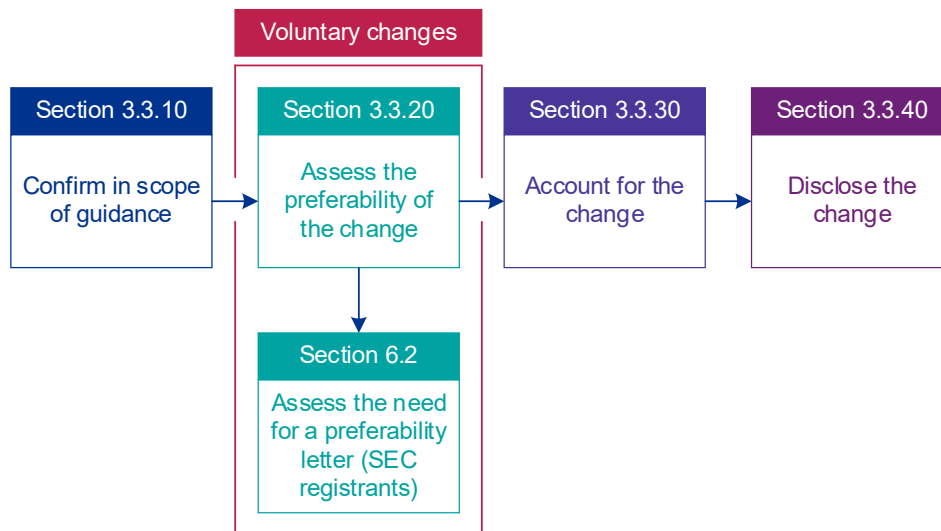 Voluntary changes
Section 3.3.10
Confirm in scope
of guidance
Section 3.3.20
Assess the
preferability of
the change
Section 3.3.30
Account for the
change
Section 3.3.40
Disclose the
change
Section 6.2
Assess the need
for a preferability
letter (SEC
registrants)